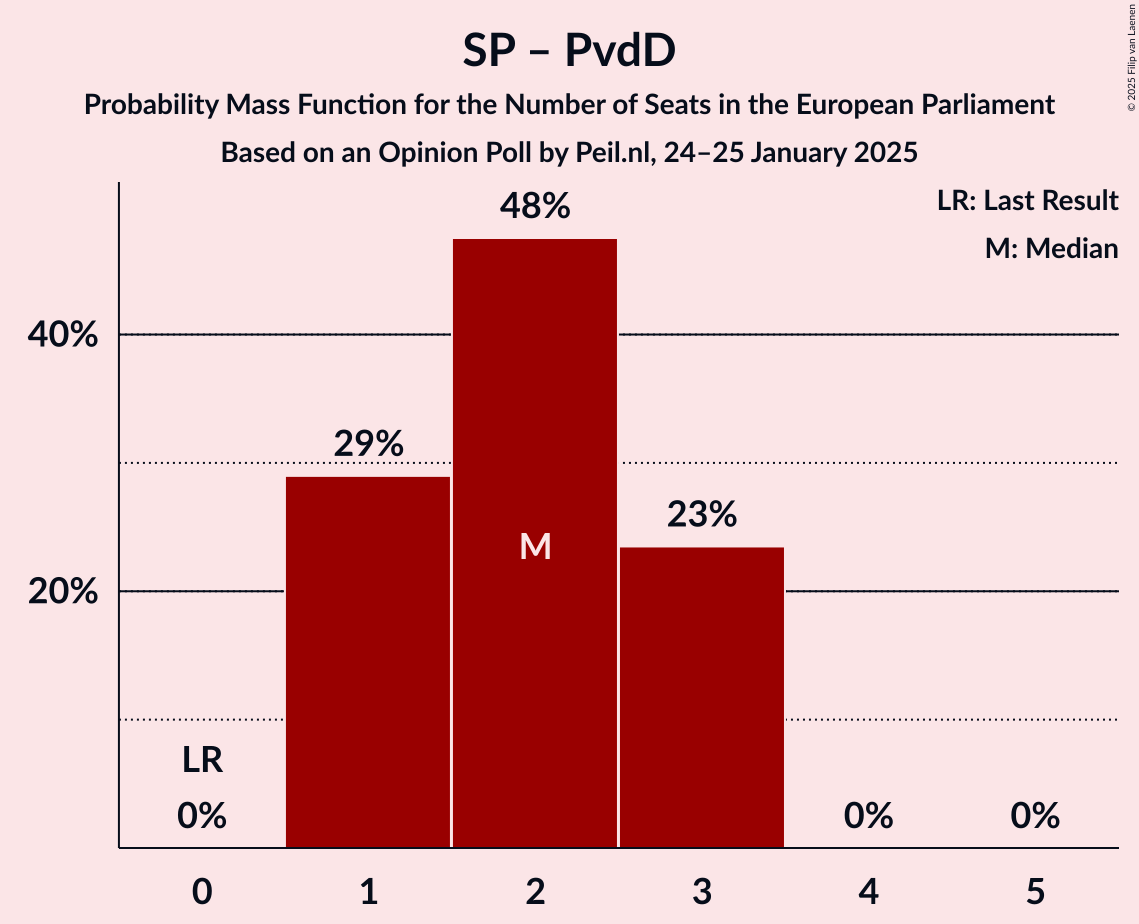 SP – PvdD
Probability Mass Function for the Number of Seats in the European Parliament
Based on an Opinion Poll by Peil.nl, 24–25 January 2025
© 2025 Filip van Laenen
LR: Last Result
M: Median
48%
40%
29%
23%
M
20%
LR
0%
0%
0%
0
1
2
3
4
5